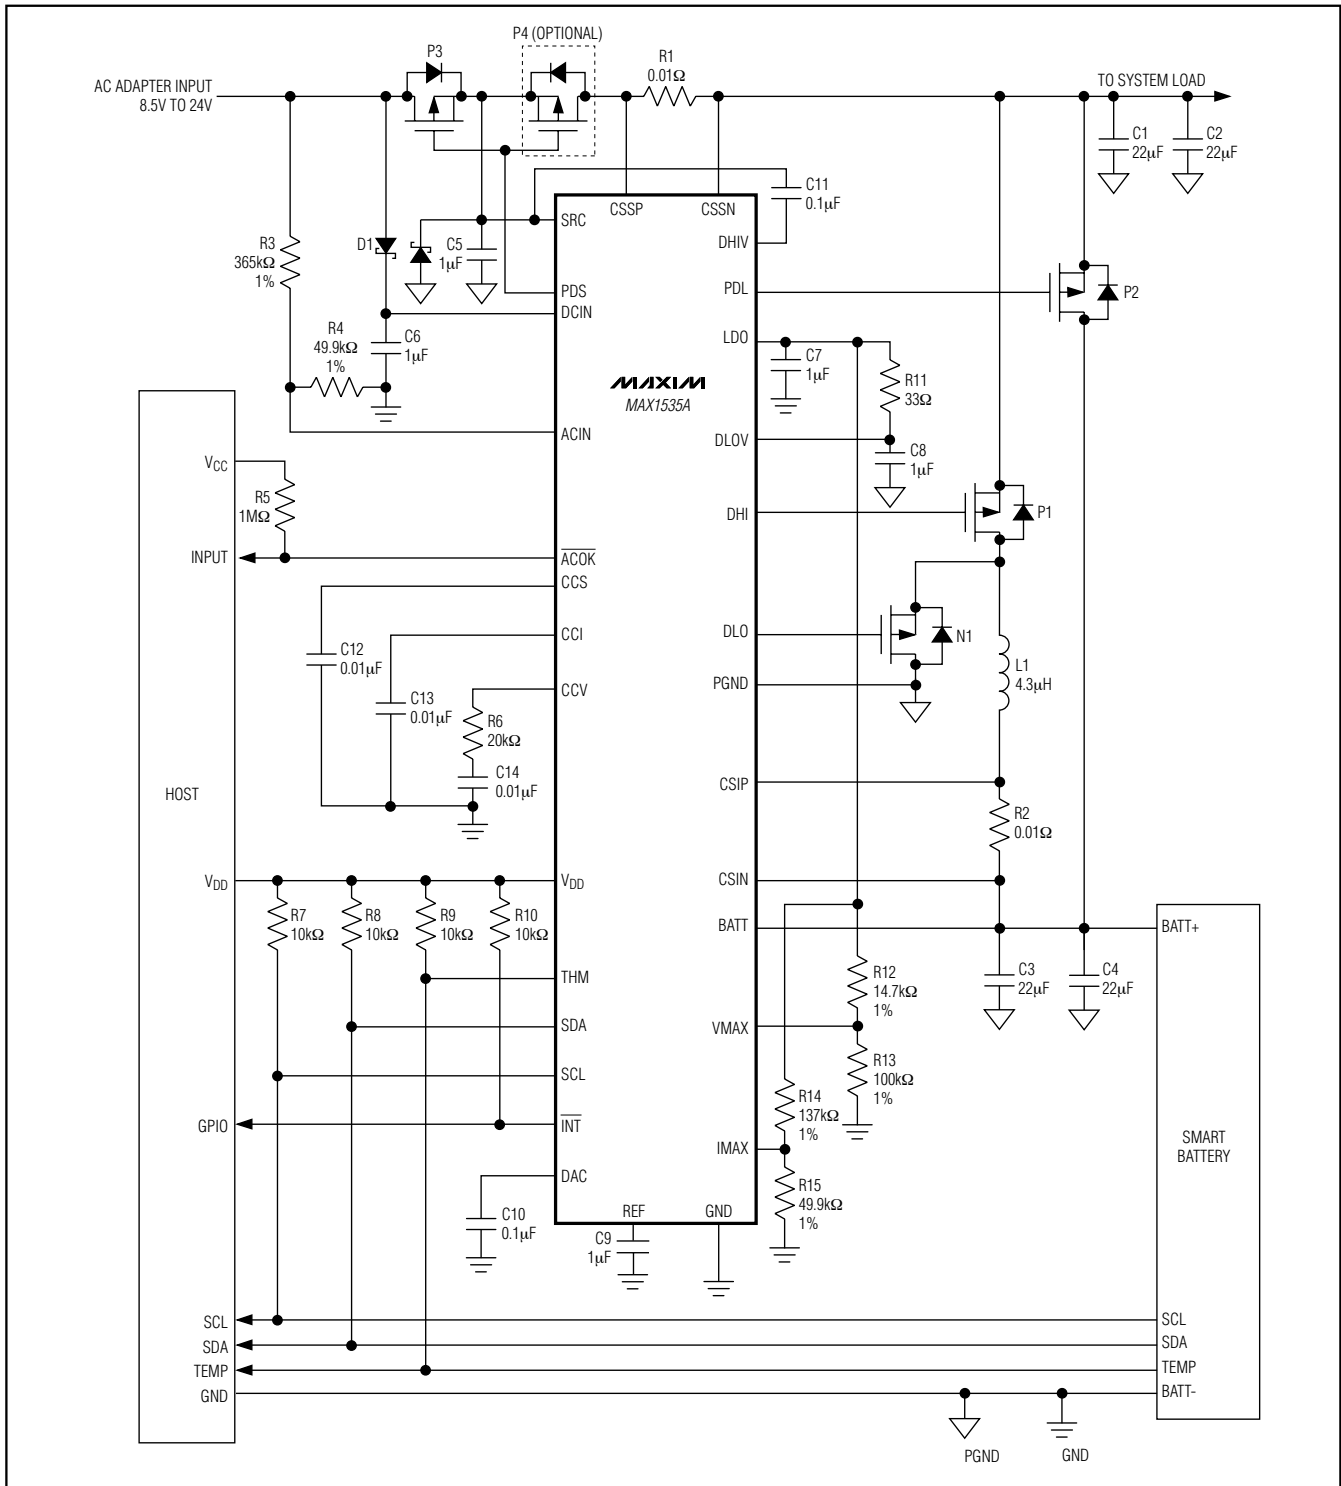 P4 (OPTIONAL)
P3
R1
0.01Ω
AC ADAPTER INPUT
8.5V TO 24V
TO SYSTEM LOAD
C1
22µF
C2
22µF
C11
0.1µF
CSSP
CSSN
SRC
DHIV
R3
365kΩ
1%
D1
C5
1µF
PDS
DCIN
PDL
P2
LDO
R4
49.9kΩ
1%
C6
1µF
C7
1µF
R11
33Ω
MAXIM
MAX1535A
ACIN
DLOV
C8
1µF
VCC
R5
1MΩ
DHI
P1
INPUT
ACOK
CCS
CCI
DLO
N1
C12
0.01µF
C13
0.01µF
CCV
PGND
L1
4.3µH
R6
20kΩ
C14
0.01µF
HOST
CSIP
R2
0.01Ω
VDD
VDD
CSIN
R7
10kΩ
R8
10kΩ
R9
10kΩ
R10
10kΩ
BATT
BATT+
THM
R12
14.7kΩ
1%
C3
22µF
C4
22µF
SDA
VMAX
SCL
R13
100kΩ
1%
R14
137kΩ
1%
GPIO
INT
IMAX
SMART
BATTERY
DAC
R15
49.9kΩ
1%
C10
0.1µF
REF
GND
C9
1µF
SCL
SCL
SDA
SDA
TEMP
TEMP
GND
BATT-
PGND
GND